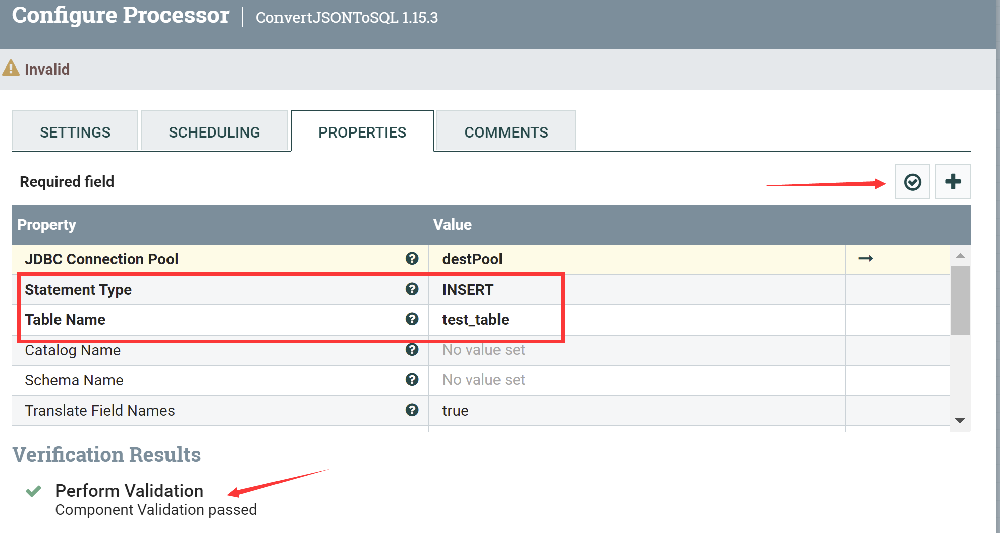 Configure Processor | ConvertJSONToSQL 1.15.3
Invalid
SETTINGS SCHEDULING PROPERTIES COMMENTS
Required field
Property Value
JDBC Connection Pool destPool
Statement Type INSERT
Table Name test_table
Catalog Name No value set
Schema Name No value set
Translate Field Names true
Verification Results
Perform Validation
Component Validation passed